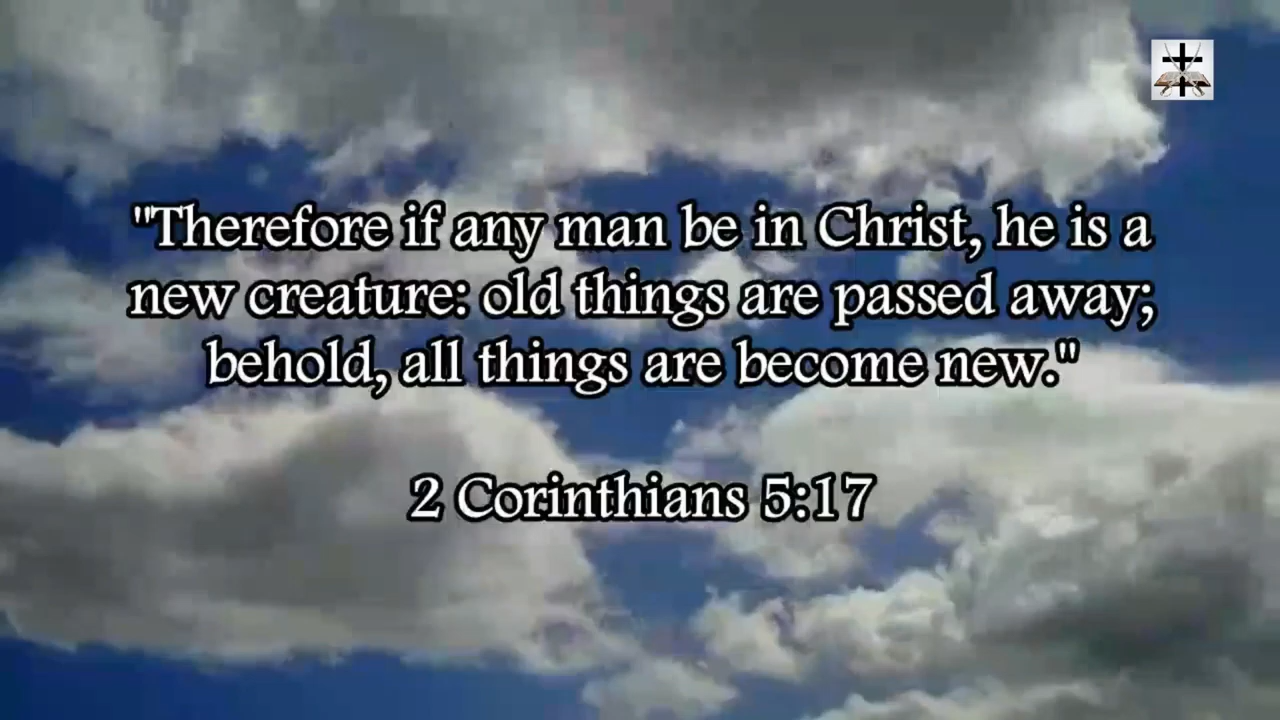 "Therefore if any man be in Christ, he is a
new creature: old things are passed away;
behold, all things are become new."
2 Corinthians 5:17